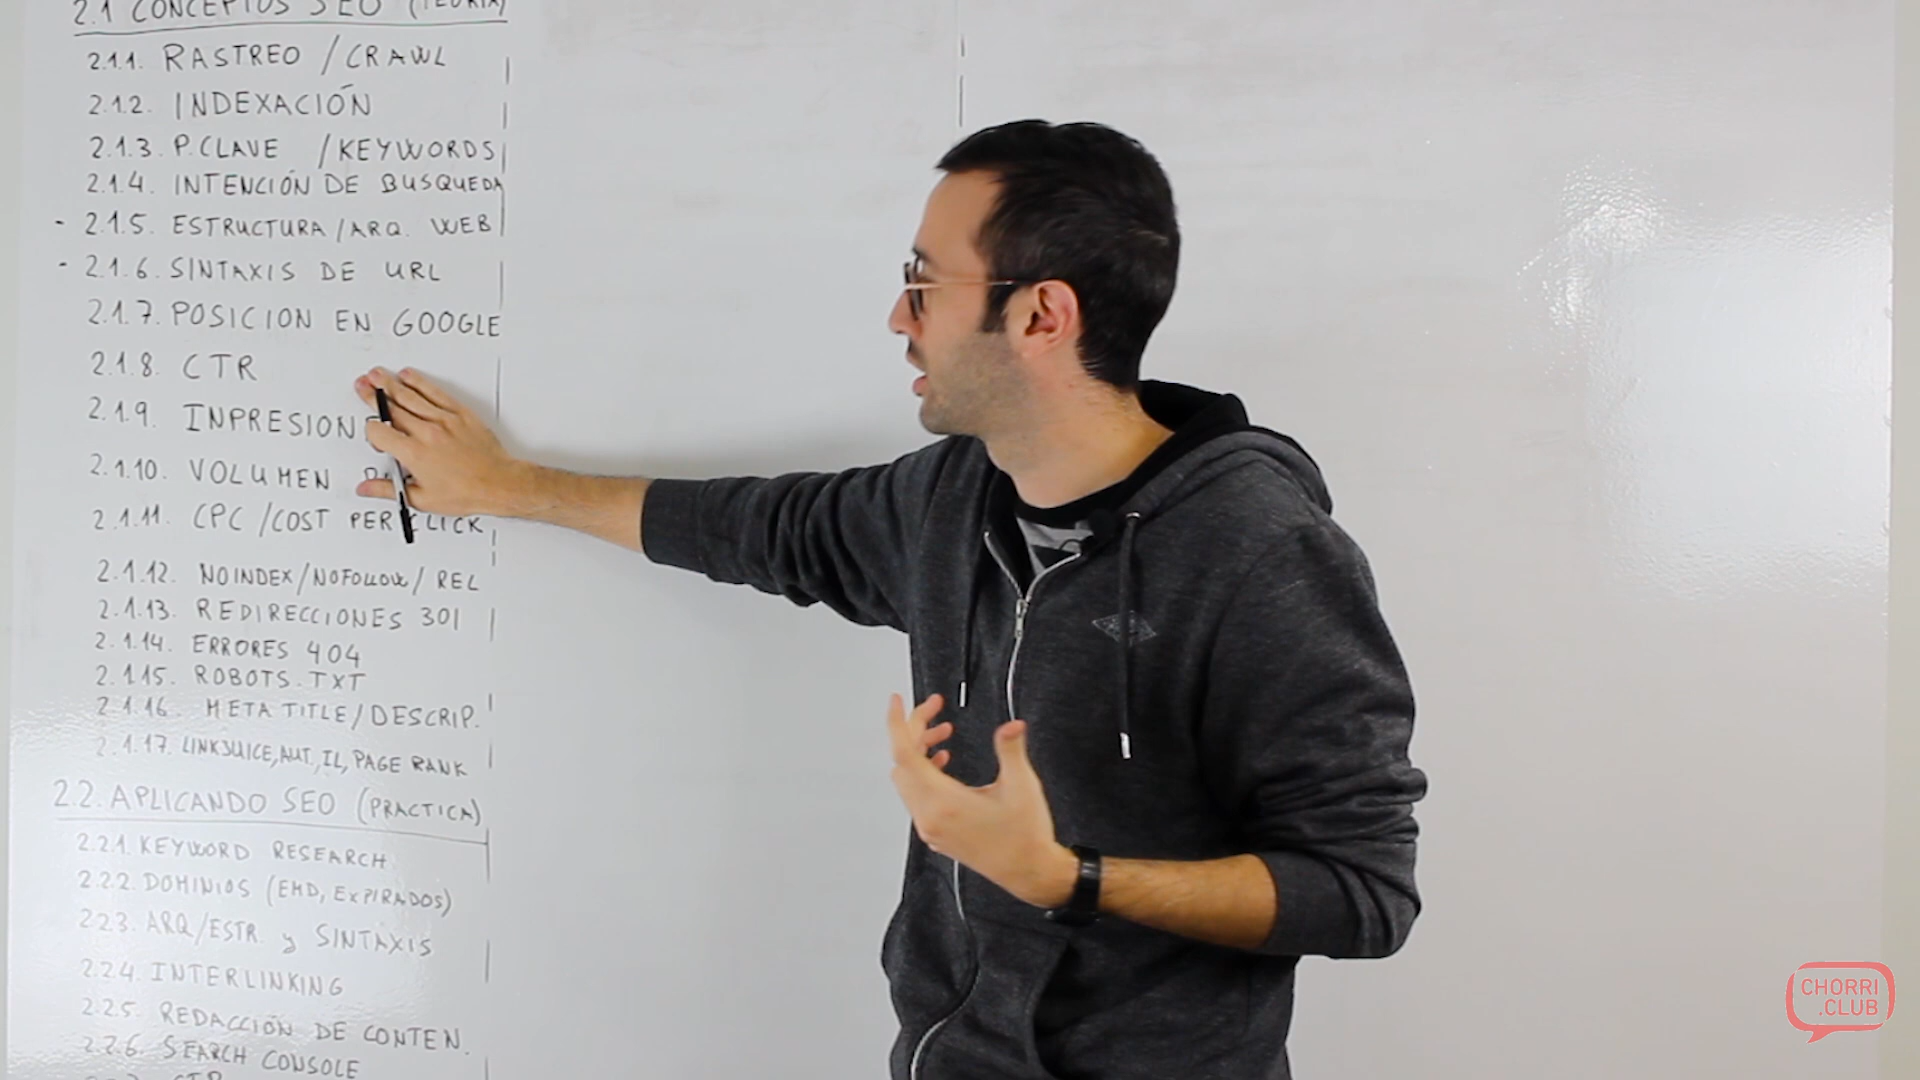 2.1 CONCEPTOS SEO (TEORIA)
2.1.1. RASTREO / CRAWL
2.1.2. INDEXACIÓN
2.1.3. P.CLAVE / KEYWORDS
2.1.4. INTENCIÓN DE BUSQUEDA
- 2.1.5. ESTRUCTURA/ARQ. WEB
- 2.1.6. SINTAXIS DE URL
2.1.7. POSICION EN GOOGLE
2.1.8. CTR
2.1.9. INPRESION
2.1.10. VOLUMEN
2.1.11. CPC /COST PER CLICK
2.1.12. NOINDEX/NOFOLLOW/ REL
2.1.13. REDIRECCIONES 301
2.1.14. ERRORES 404
2.1.15. ROBOTS.TXT
2.1.16. META TITLE/DESCRIP.
2.1.17. LINKJUICE, AUT., IL, PAGE RANK
2.2. APLICANDO SEO (PRACTICA)
2.2.1. KEYWORD RESEARCH
2.2.2. DOMINIOS (EMD, EXPIRADOS)
2.2.3. ARQ/ESTR. y SINTAXIS
2.2.4. INTERLINKING
2.2.5. REDACCIÓN DE CONTEN.
2.2.6. SEARCH CONSOLE
CTR
CHORRI
.CLUB